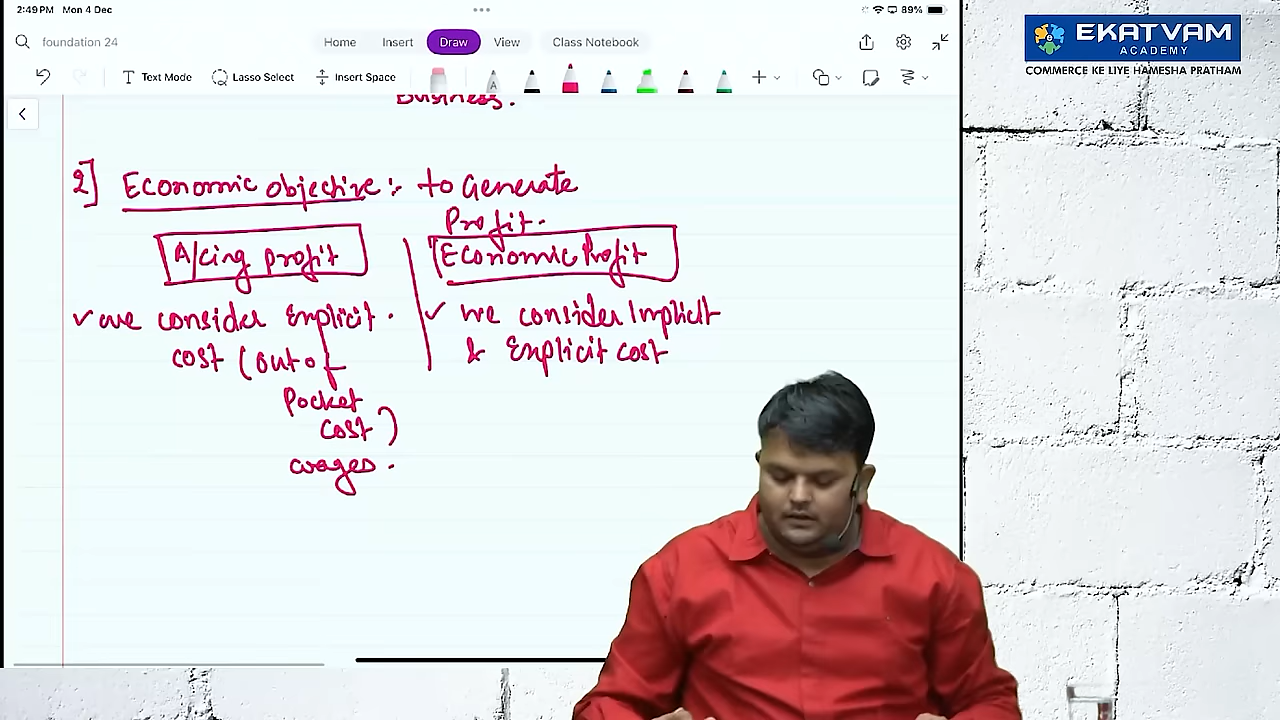 2:49 PM Mon 4 Dec
89%
foundation 24
Home Insert Draw View Class Notebook
Text Mode Lasso Select Insert Space
EKATVAM
ACADEMY
COMMERCE KE LIYE HAMESHA PRATHAM
Business.
2] Economic objective :- to Generate
Profit.
A/cing profit
Economic Profit
✓ we consider Explicit.
cost (out of
Pocket
cost)
wages.
✓ we consider Implicit
& Explicit cost